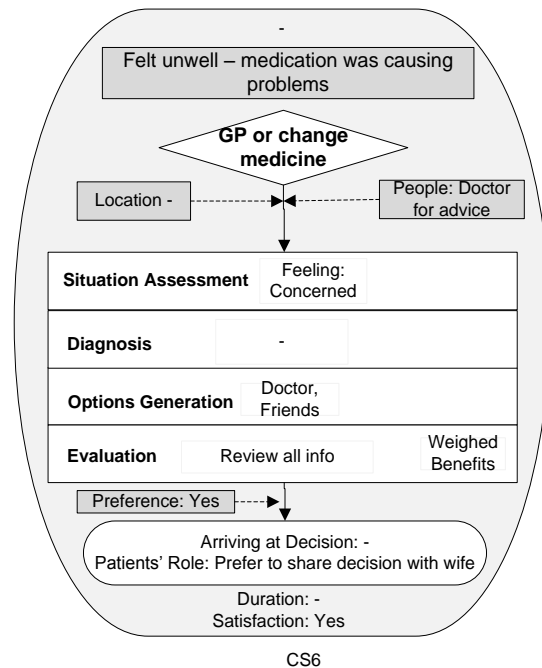 -
Felt unwell – medication was causing
problems
GP or change
medicine
Location -
People: Doctor
for advice
Situation Assessment
Feeling:
Concerned
Diagnosis
-
Options Generation
Doctor,
Friends
Evaluation
Review all info
Weighed
Benefits
Preference: Yes
Arriving at Decision: -
Patients' Role: Prefer to share decision with wife
Duration: -
Satisfaction: Yes
CS6